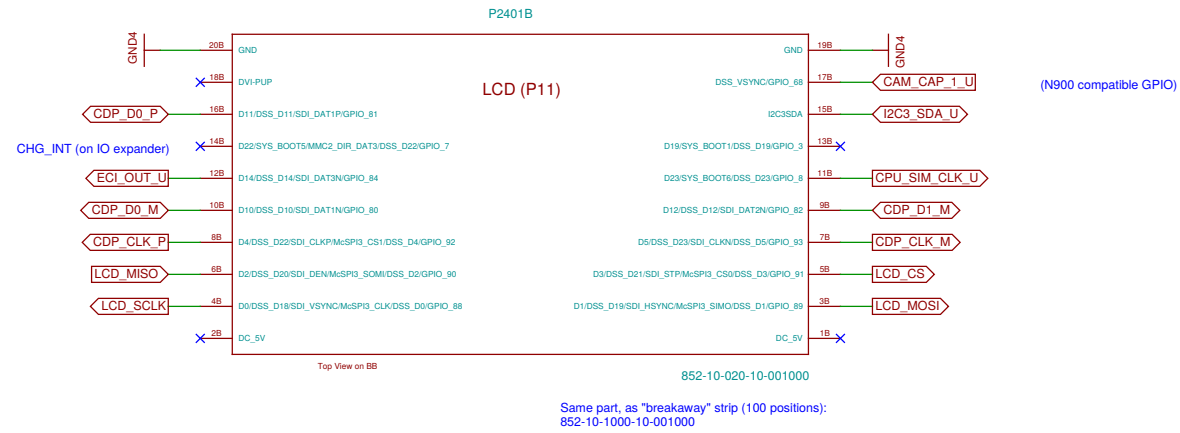 P2401B
GND4
20B
GND
GND
19B
GND4
18B
DVI-PUP
LCD (P11)
DSS_VSYNC/GPIO_68
17B
CAM_CAP_1_U
(N900 compatible GPIO)
CDP_D0_P
16B
D11/DSS_D11/SDI_DAT1P/GPIO_81
I2C3SDA
15B
I2C3_SDA_U
CHG_INT (on IO expander)
14B
D22/SYS_BOOT5/MMC2_DIR_DAT3/DSS_D22/GPIO_7
D19/SYS_BOOT1/DSS_D19/GPIO_3
13B
ECI_OUT_U
12B
D14/DSS_D14/SDI_DAT3N/GPIO_84
D23/SYS_BOOT6/DSS_D23/GPIO_8
11B
CPU_SIM_CLK_U
CDP_D0_M
10B
D10/DSS_D10/SDI_DAT1N/GPIO_80
D12/DSS_D12/SDI_DAT2N/GPIO_82
9B
CDP_D1_M
CDP_CLK_P
8B
D4/DSS_D22/SDI_CLKP/McSPI3_CS1/DSS_D4/GPIO_92
D5/DSS_D23/SDI_CLKN/DSS_D5/GPIO_93
7B
CDP_CLK_M
LCD_MISO
6B
D2/DSS_D20/SDI_DEN/McSPI3_SOMI/DSS_D2/GPIO_90
D3/DSS_D21/SDI_STP/McSPI3_CS0/DSS_D3/GPIO_91
5B
LCD_CS
LCD_SCLK
4B
D0/DSS_D18/SDI_VSYNC/McSPI3_CLK/DSS_D0/GPIO_88
D1/DSS_D19/SDI_HSYNC/McSPI3_SIMO/DSS_D1/GPIO_89
3B
LCD_MOSI
2B
DC_5V
DC_5V
1B
Top View on BB
852-10-020-10-001000
Same part, as "breakaway" strip (100 positions):
852-10-1000-10-001000